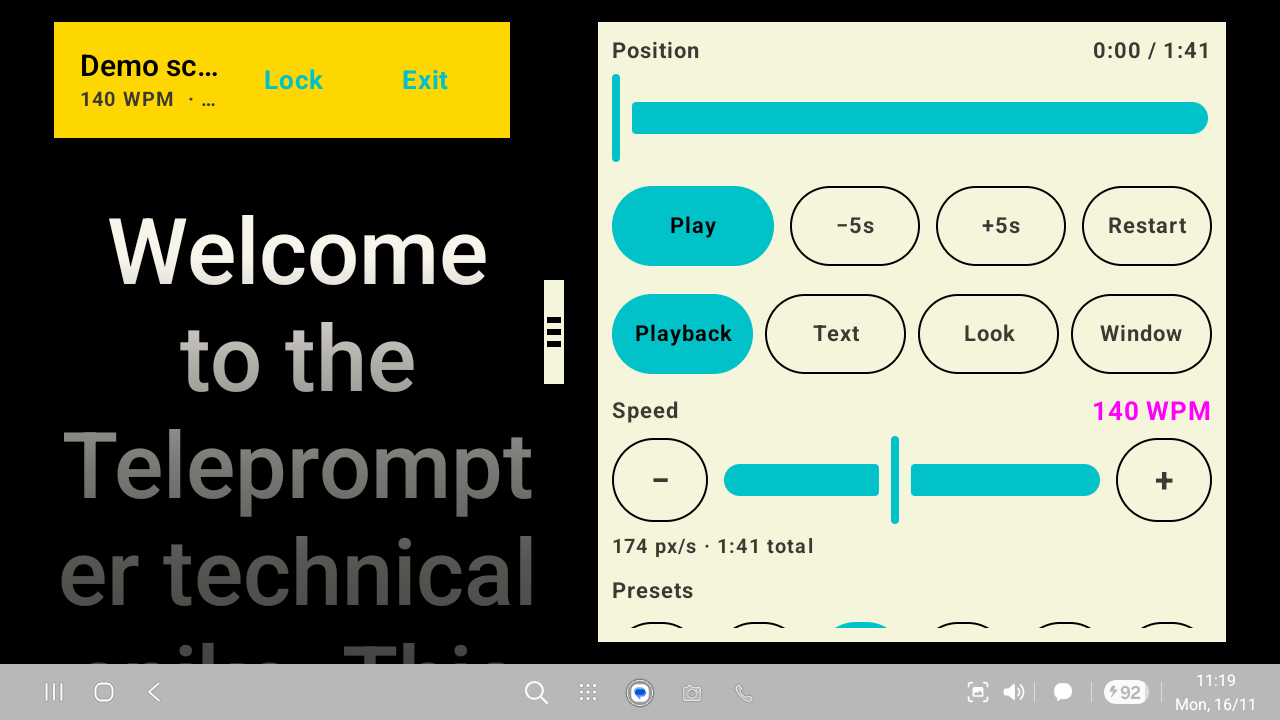 Demo sc...
140 WPM · ...
Lock
Exit
Welcome
to the
Teleprompt
er technical
spike. This
Position
0:00 / 1:41
Play
−5s
+5s
Restart
Playback
Text
Look
Window
Speed
140 WPM
−
+
174 px/s · 1:41 total
Presets
92
11:19
Mon, 16/11